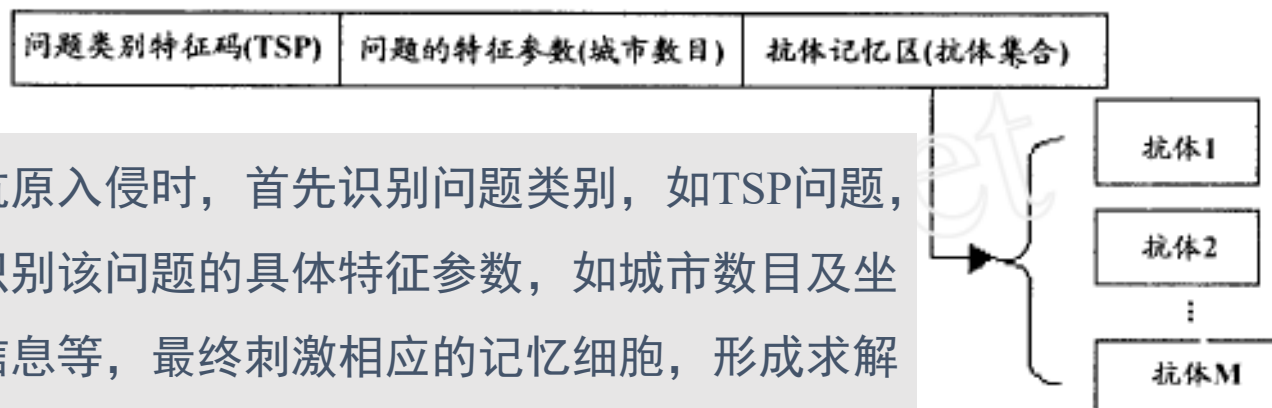 问题类别特征码(TSP) 问题的特征参数(城市数目) 抗体记忆区(抗体集合)
抗体1
原入侵时，首先识别问题类别，如TSP问题，
抗体2
识别该问题的具体特征参数，如城市数目及坐
⋮
信息等，最终刺激相应的记忆细胞，形成求解
抗体M